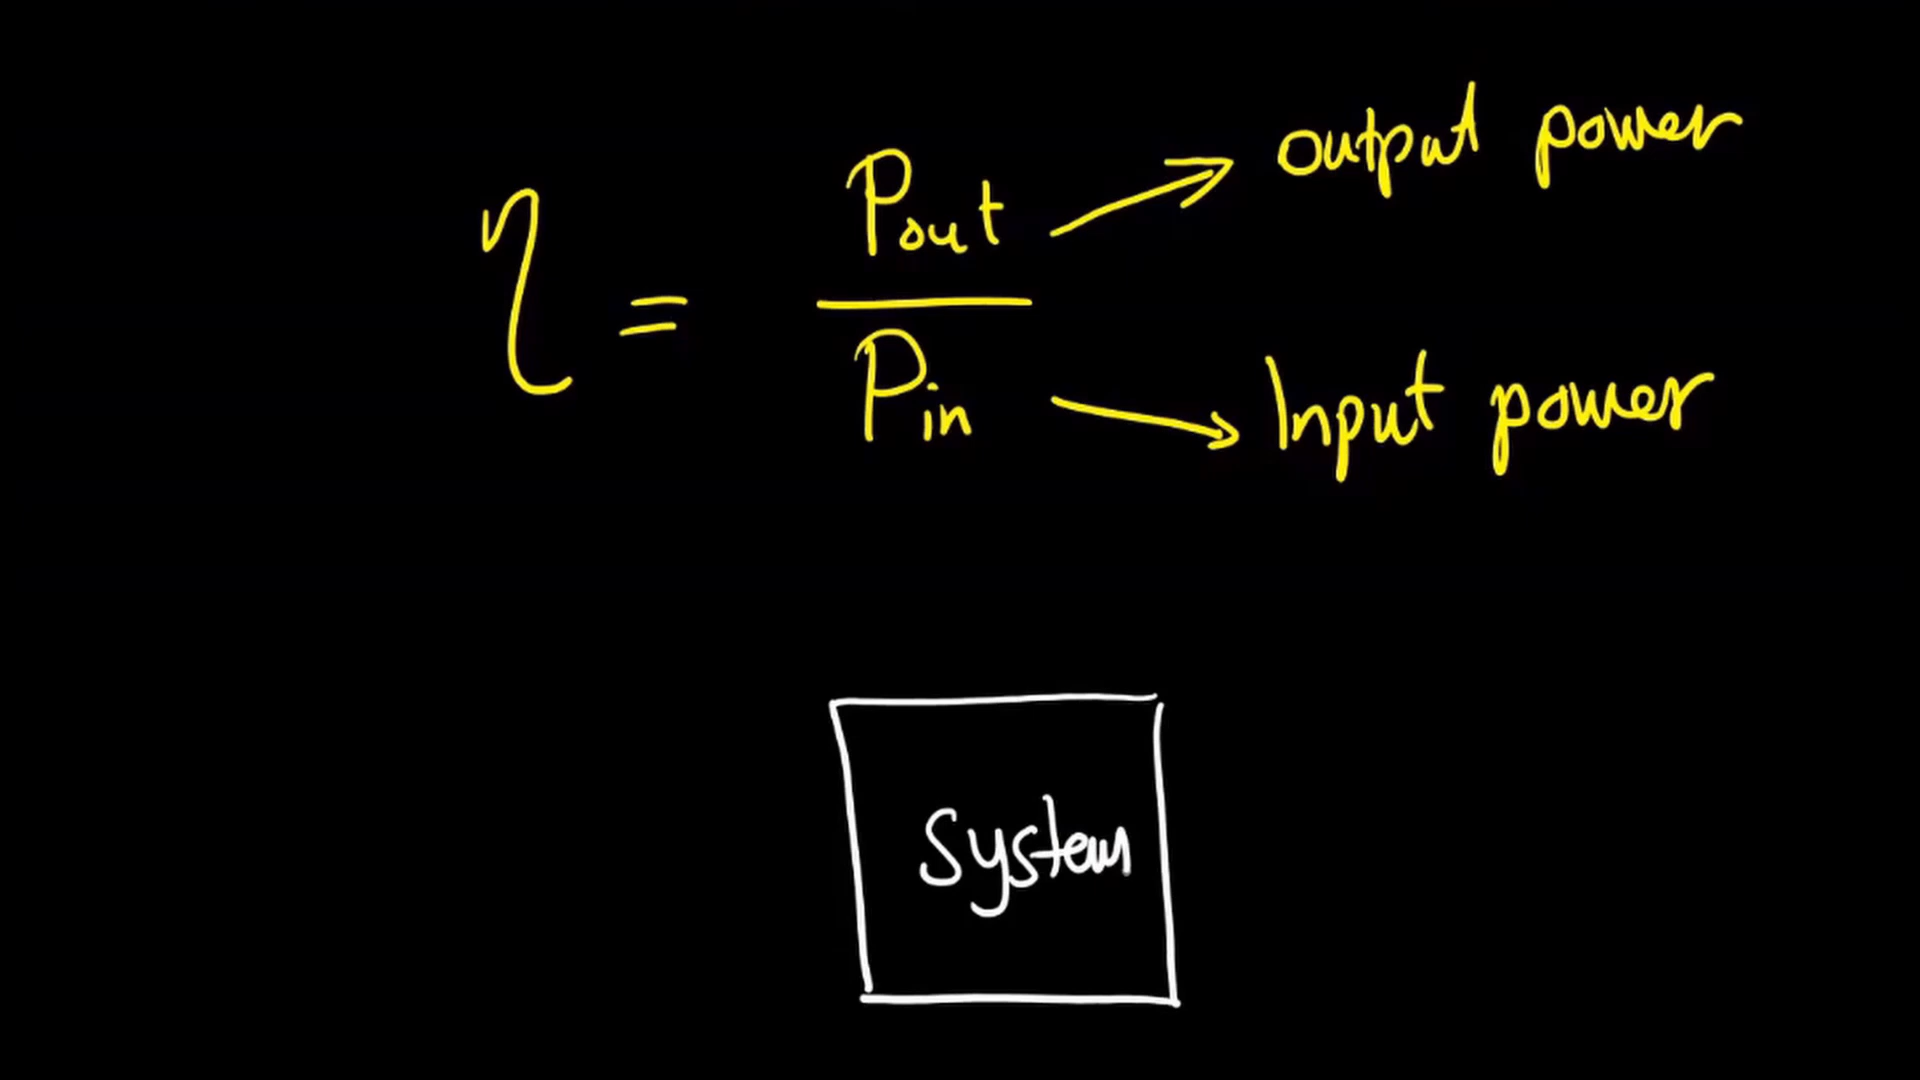 η = Pout / Pin
output power
Input power
System